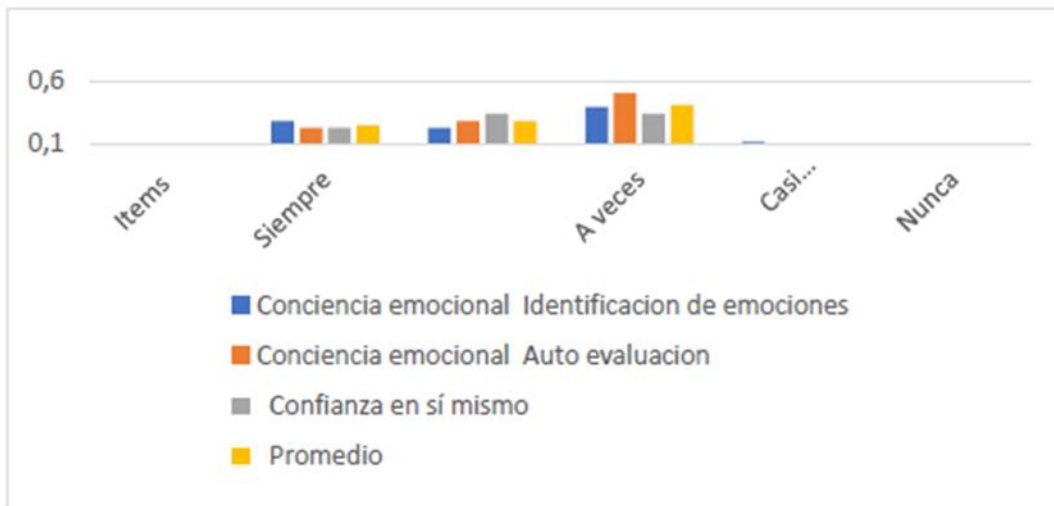 0,6
0,1
Items
Siempre
A veces
Casi...
Nunca
Conciencia emocional Identificacion de emociones
Conciencia emocional Auto evaluacion
Confianza en sí mismo
Promedio